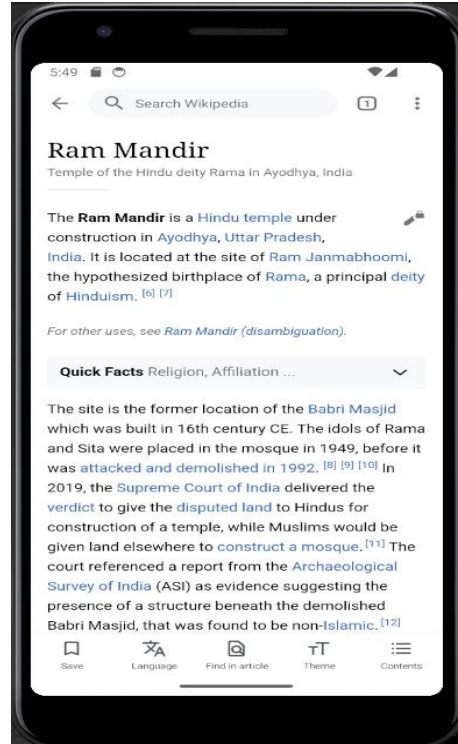 5:49
Search Wikipedia
1
Ram Mandir
Temple of the Hindu deity Rama in Ayodhya, India
The Ram Mandir is a Hindu temple under
construction in Ayodhya, Uttar Pradesh,
India. It is located at the site of Ram Janmabhoomi,
the hypothesized birthplace of Rama, a principal deity
of Hinduism. [6] [7]
For other uses, see Ram Mandir (disambiguation).
Quick Facts Religion, Affiliation ...
The site is the former location of the Babri Masjid
which was built in 16th century CE. The idols of Rama
and Sita were placed in the mosque in 1949, before it
was attacked and demolished in 1992. [8] [9] [10] In
2019, the Supreme Court of India delivered the
verdict to give the disputed land to Hindus for
construction of a temple, while Muslims would be
given land elsewhere to construct a mosque. [11] The
court referenced a report from the Archaeological
Survey of India (ASI) as evidence suggesting the
presence of a structure beneath the demolished
Babri Masjid, that was found to be non-Islamic. [12]
Save Language Find in article Theme Contents